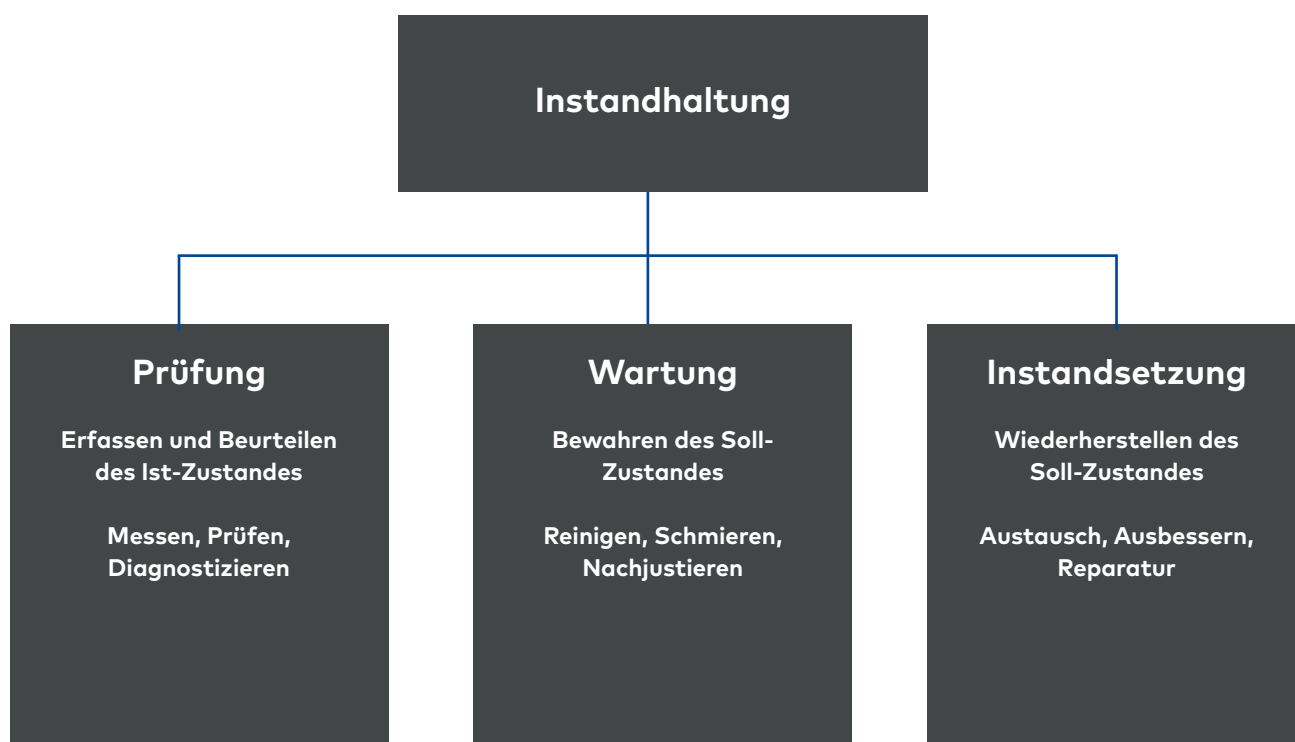 Instandhaltung
Prüfung
Erfassen und Beurteilen
des Ist-Zustandes
Messen, Prüfen,
Diagnostizieren
Wartung
Bewahren des Soll-
Zustandes
Reinigen, Schmieren,
Nachjustieren
Instandsetzung
Wiederherstellen des
Soll-Zustandes
Austausch, Ausbessern,
Reparatur